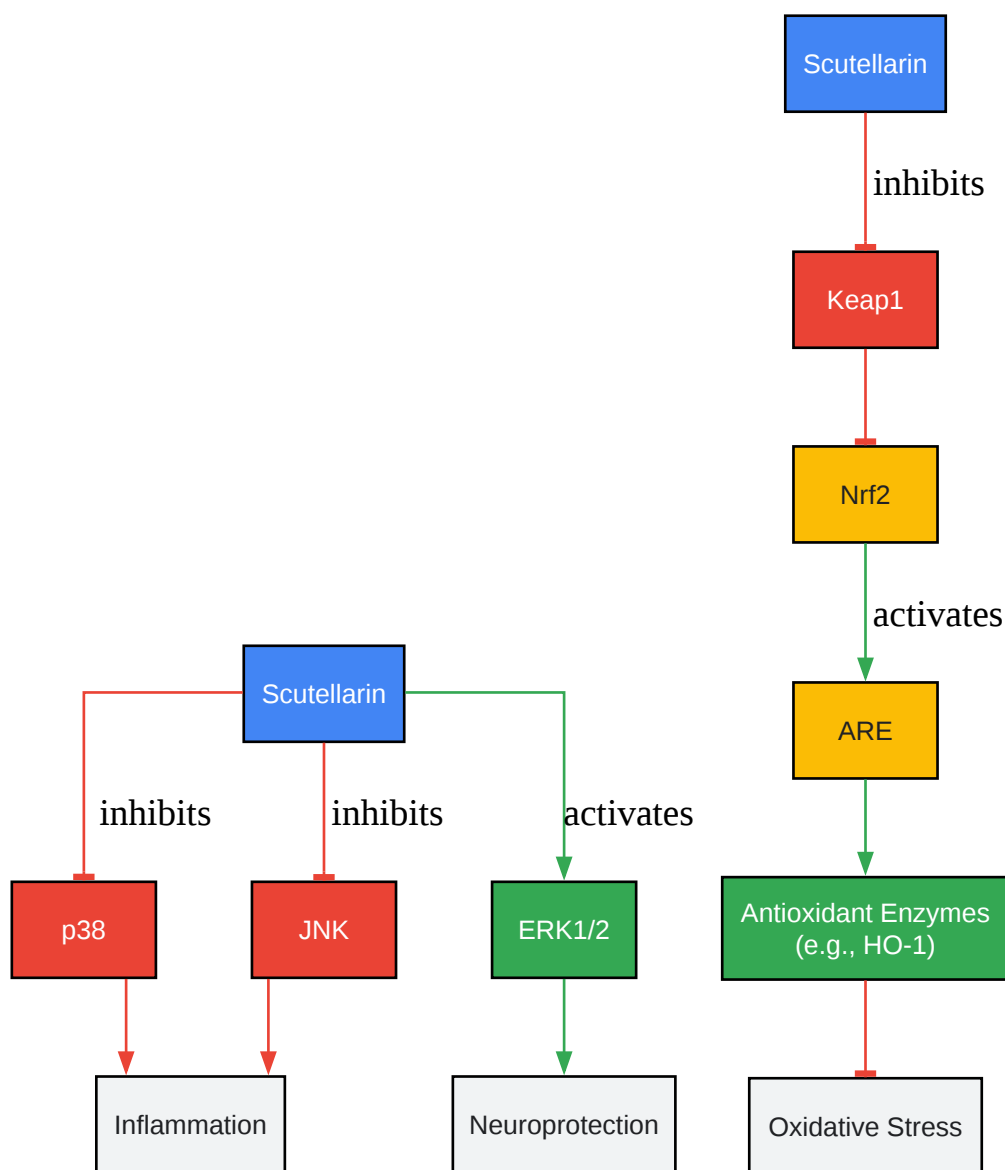 Scutellarin
inhibits
Keap1
Nrf2
activates
Scutellarin
ARE
inhibits
inhibits
activates
p38
JNK
ERK1/2
Antioxidant Enzymes
(e.g., HO-1)
Inflammation
Neuroprotection
Oxidative Stress